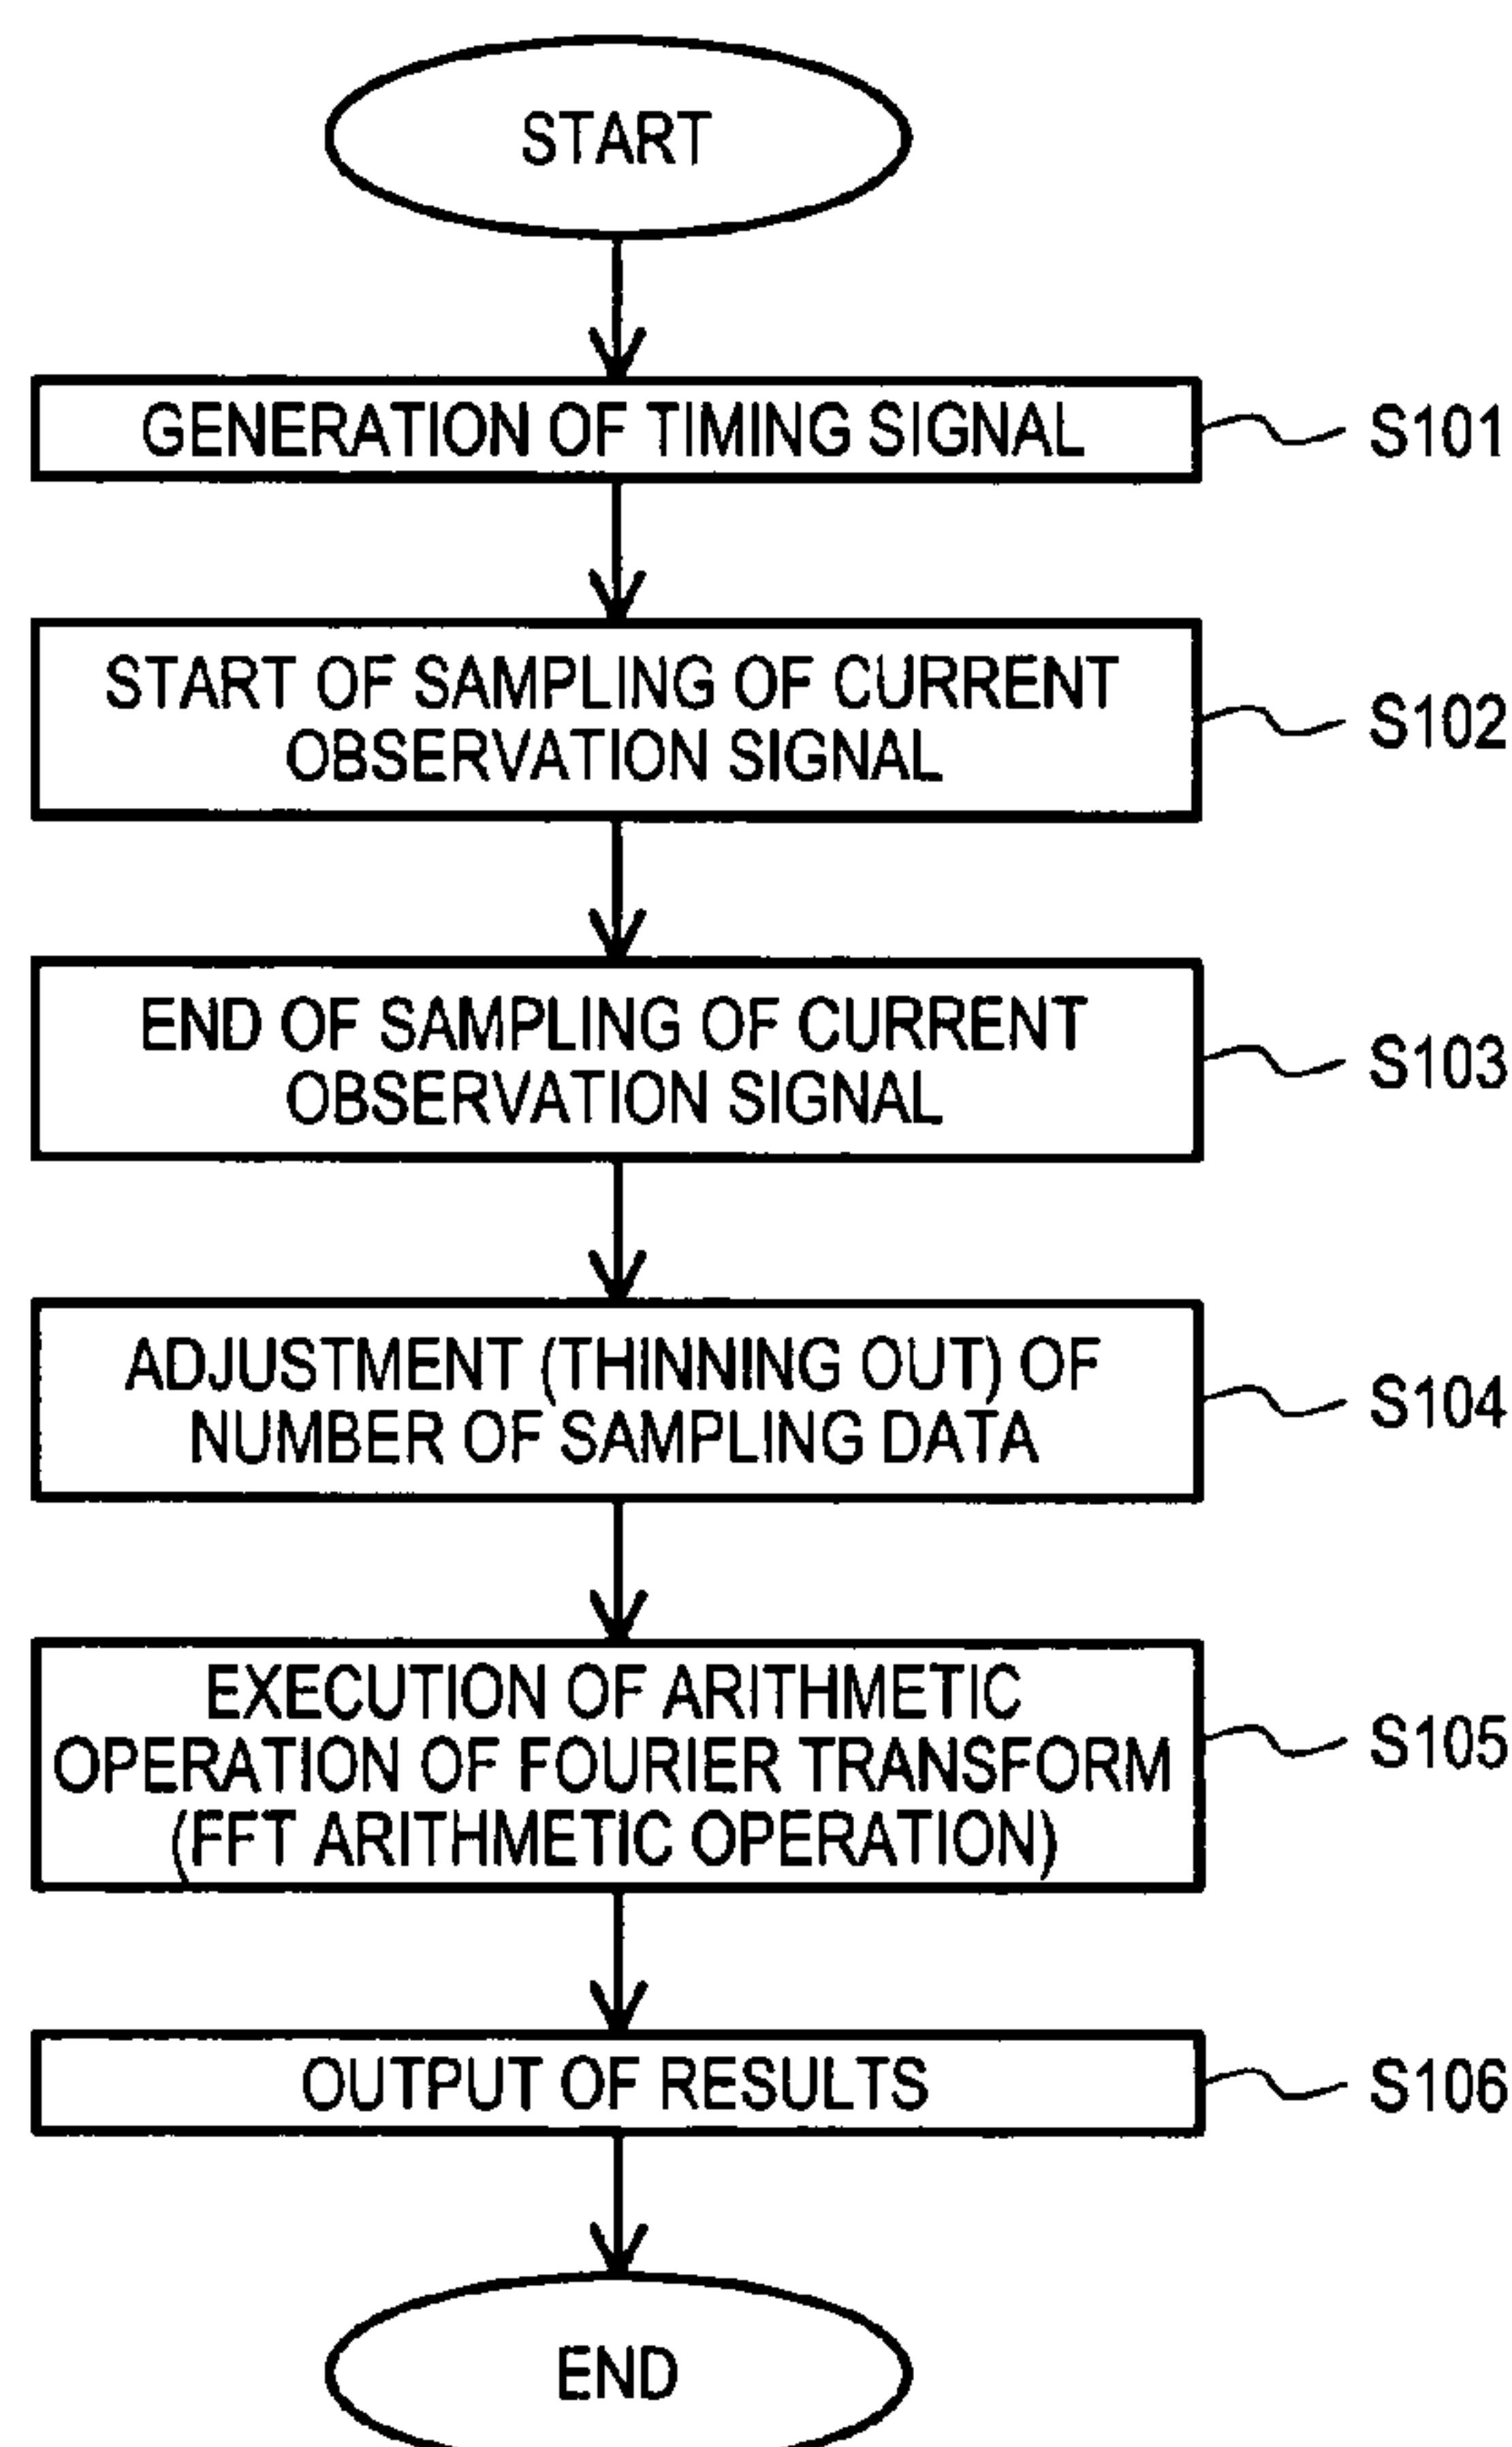 START
GENERATION OF TIMING SIGNAL
S101
START OF SAMPLING OF CURRENT
OBSERVATION SIGNAL
S102
END OF SAMPLING OF CURRENT
OBSERVATION SIGNAL
S103
ADJUSTMENT (THINNING OUT) OF
NUMBER OF SAMPLING DATA
S104
EXECUTION OF ARITHMETIC
OPERATION OF FOURIER TRANSFORM
(FFT ARITHMETIC OPERATION)
S105
OUTPUT OF RESULTS
S106
END